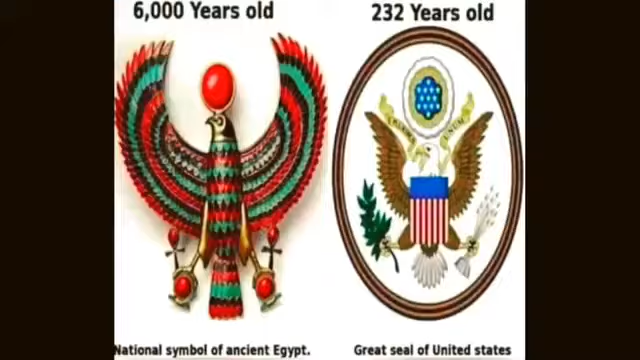 6,000 Years old
232 Years old
National symbol of ancient Egypt.
Great seal of United states